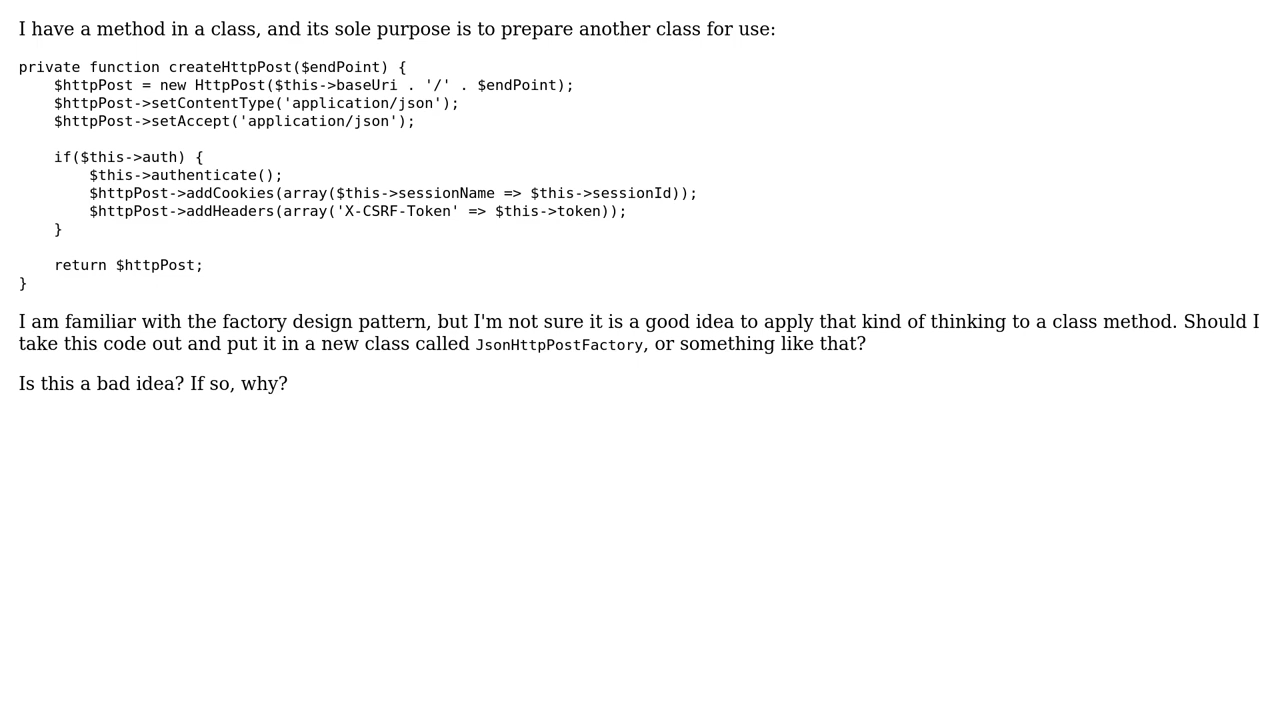 I have a method in a class, and its sole purpose is to prepare another class for use:
private function createHttpPost($endPoint) {
    $httpPost = new HttpPost($this->baseUri . '/' . $endPoint);
    $httpPost->setContentType('application/json');
    $httpPost->setAccept('application/json');

    if($this->auth) {
        $this->authenticate();
        $httpPost->addCookies(array($this->sessionName => $this->sessionId));
        $httpPost->addHeaders(array('X-CSRF-Token' => $this->token));
    }

    return $httpPost;
}
I am familiar with the factory design pattern, but I'm not sure it is a good idea to apply that kind of thinking to a class method. Should I
take this code out and put it in a new class called JsonHttpPostFactory, or something like that?
Is this a bad idea? If so, why?